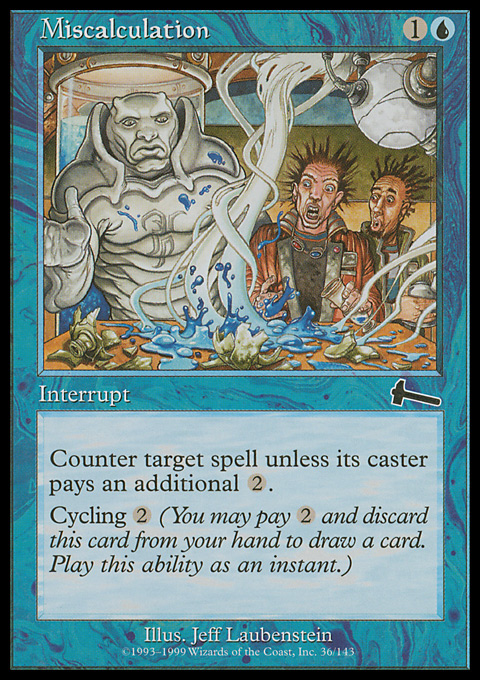 Miscalculation 1
Interrupt
Counter target spell unless its caster
pays an additional 2.
Cycling 2 (You may pay 2 and discard
this card from your hand to draw a card.
Play this ability as an instant.)
Illus. Jeff Laubenstein
©1993–1999 Wizards of the Coast, Inc. 36/143